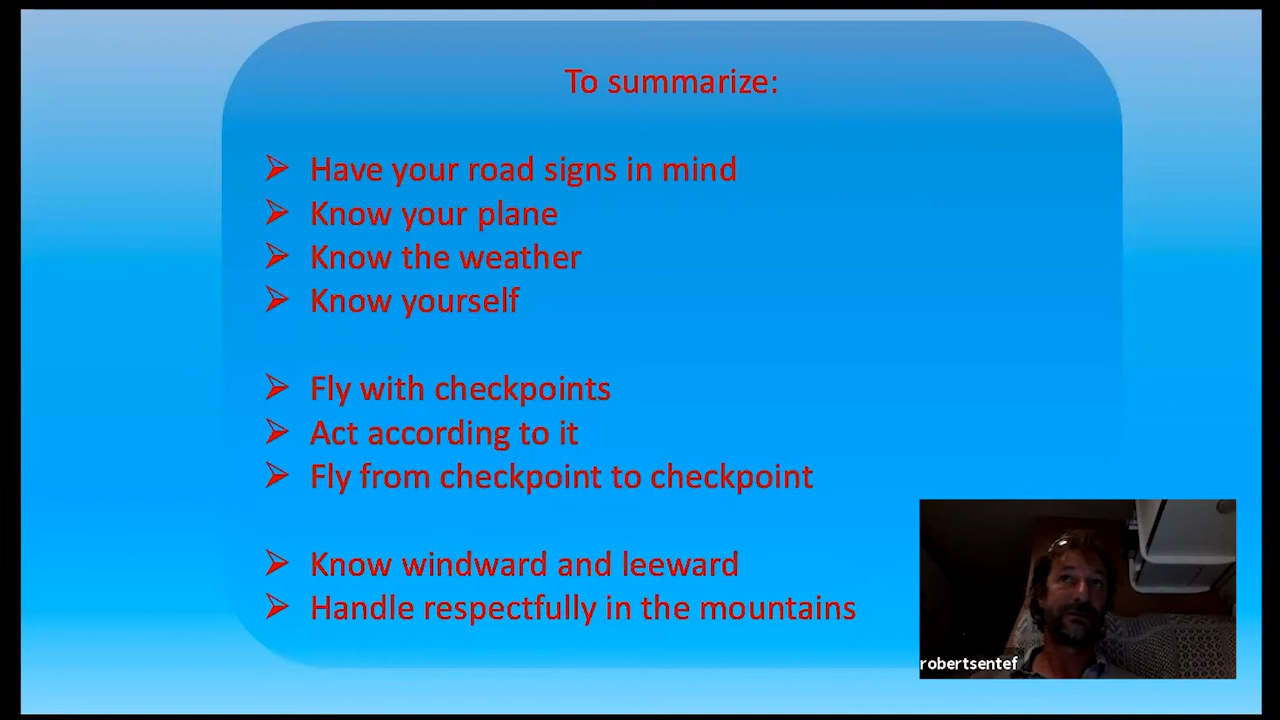 To summarize:
Have your road signs in mind
Know your plane
Know the weather
Know yourself
Fly with checkpoints
Act according to it
Fly from checkpoint to checkpoint
Know windward and leeward
Handle respectfully in the mountains
robertsentef